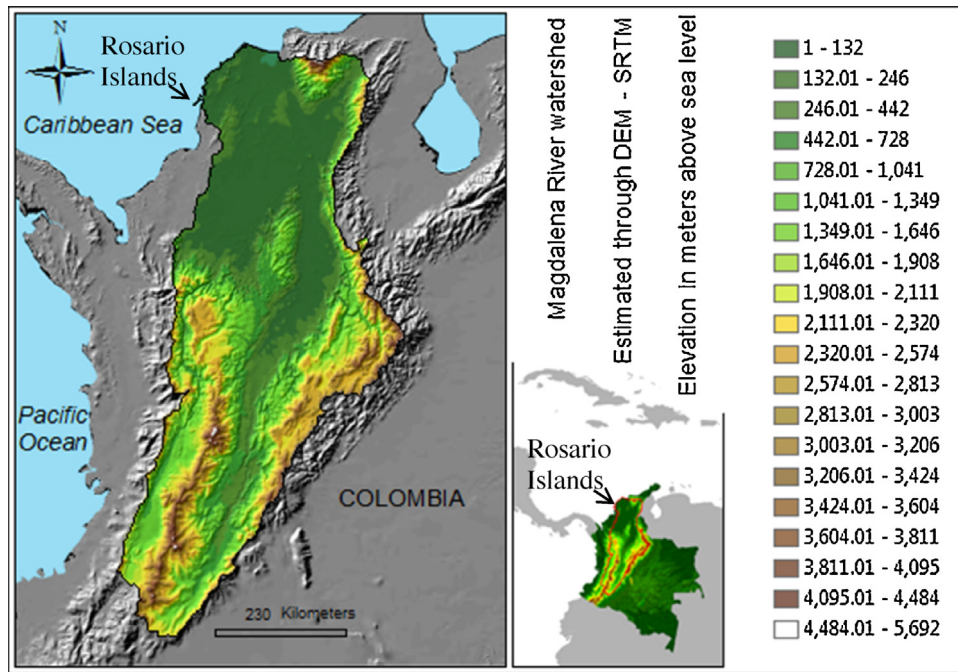 N
Rosario
Islands
Caribbean Sea
Pacific
Ocean
COLOMBIA
230 Kilometers
Magdalena River watershed
Estimated through DEM - SRTM
Elevation in meters above sea level
Rosario
Islands
1 - 132
132.01 - 246
246.01 - 442
442.01 - 728
728.01 - 1,041
1,041.01 - 1,349
1,349.01 - 1,646
1,646.01 - 1,908
1,908.01 - 2,111
2,111.01 - 2,320
2,320.01 - 2,574
2,574.01 - 2,813
2,813.01 - 3,003
3,003.01 - 3,206
3,206.01 - 3,424
3,424.01 - 3,604
3,604.01 - 3,811
3,811.01 - 4,095
4,095.01 - 4,484
4,484.01 - 5,692